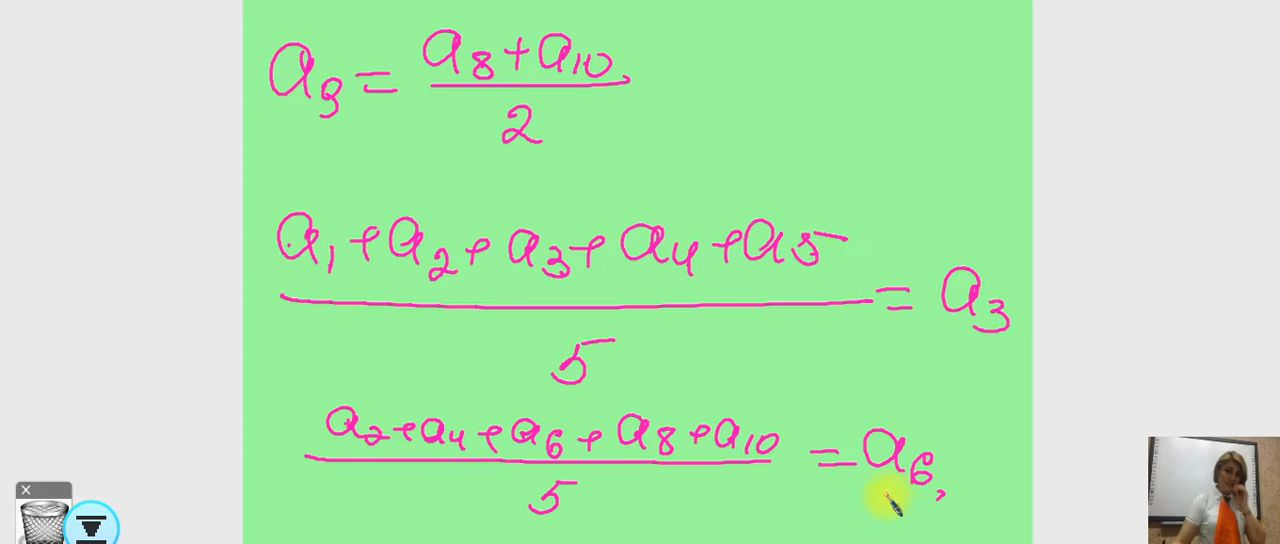 a₉ = (a₈ + a₁₀) / 2
(a₁ + a₂ + a₃ + a₄ + a₅) / 5 = a₃
(a₂ + a₄ + a₆ + a₈ + a₁₀) / 5 = a₆,